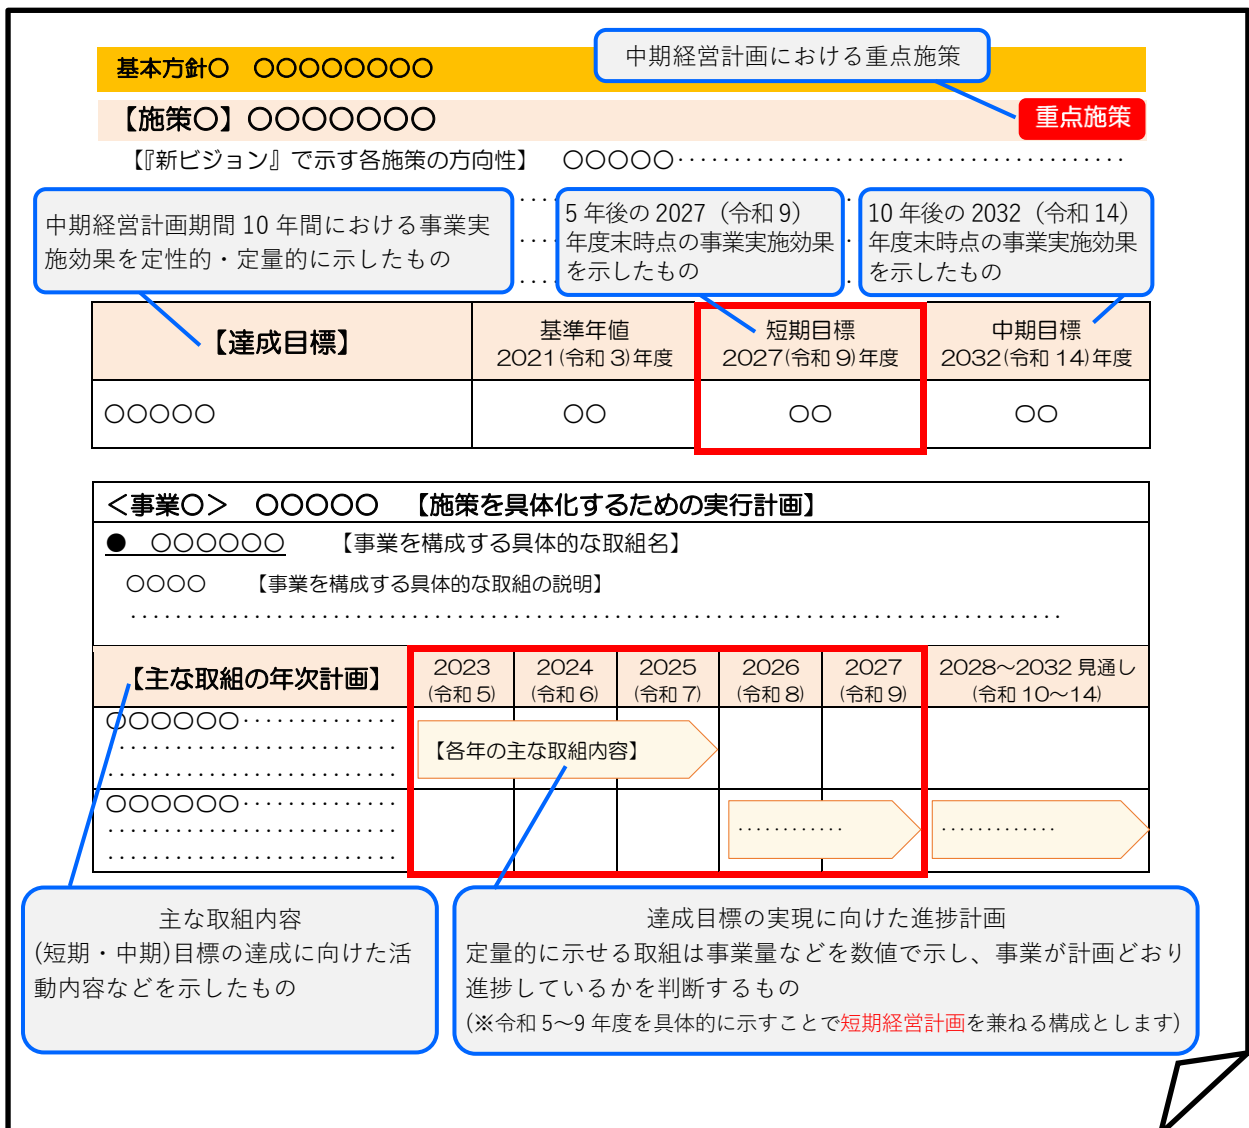 中期経営計画における重点施策
基本方針〇　〇〇〇〇〇〇〇〇
【施策〇】〇〇〇〇〇〇〇
重点施策
【『新ビジョン』で示す各施策の方向性】　〇〇〇〇〇‥‥‥‥‥‥‥‥‥‥‥‥‥‥‥‥‥‥‥‥
中期経営計画期間 10 年間における事業実
施効果を定性的・定量的に示したもの
5 年後の 2027（令和 9）
年度末時点の事業実施効果
を示したもの
10 年後の 2032（令和 14）
年度末時点の事業実施効果
を示したもの
【達成目標】
基準年値
2021(令和 3)年度
短期目標
2027(令和 9)年度
中期目標
2032(令和 14)年度
〇〇〇〇〇
〇〇
〇〇
〇〇
＜事業〇＞　〇〇〇〇〇　【施策を具体化するための実行計画】
●　〇〇〇〇〇〇　　【事業を構成する具体的な取組名】
〇〇〇〇　　【事業を構成する具体的な取組の説明】
‥‥‥‥‥‥‥‥‥‥‥‥‥‥‥‥‥‥‥‥‥‥‥‥‥‥‥‥‥‥‥‥‥‥
【主な取組の年次計画】
2023
(令和 5)
2024
(令和 6)
2025
(令和 7)
2026
(令和 8)
2027
(令和 9)
2028～2032 見通し
(令和 10～14)
〇〇〇〇〇〇‥‥‥‥‥‥‥
‥‥‥‥‥‥‥‥‥‥‥‥‥
‥‥‥‥‥‥‥‥‥‥‥‥‥
【各年の主な取組内容】
〇〇〇〇〇〇‥‥‥‥‥‥‥
‥‥‥‥‥‥‥‥‥‥‥‥‥
‥‥‥‥‥‥‥‥‥‥‥‥‥
‥‥‥‥‥‥
‥‥‥‥‥‥
主な取組内容
(短期・中期)目標の達成に向けた活
動内容などを示したもの
達成目標の実現に向けた進捗計画
定量的に示せる取組は事業量などを数値で示し、事業が計画どおり
進捗しているかを判断するもの
(※令和 5～9 年度を具体的に示すことで短期経営計画を兼ねる構成とします)